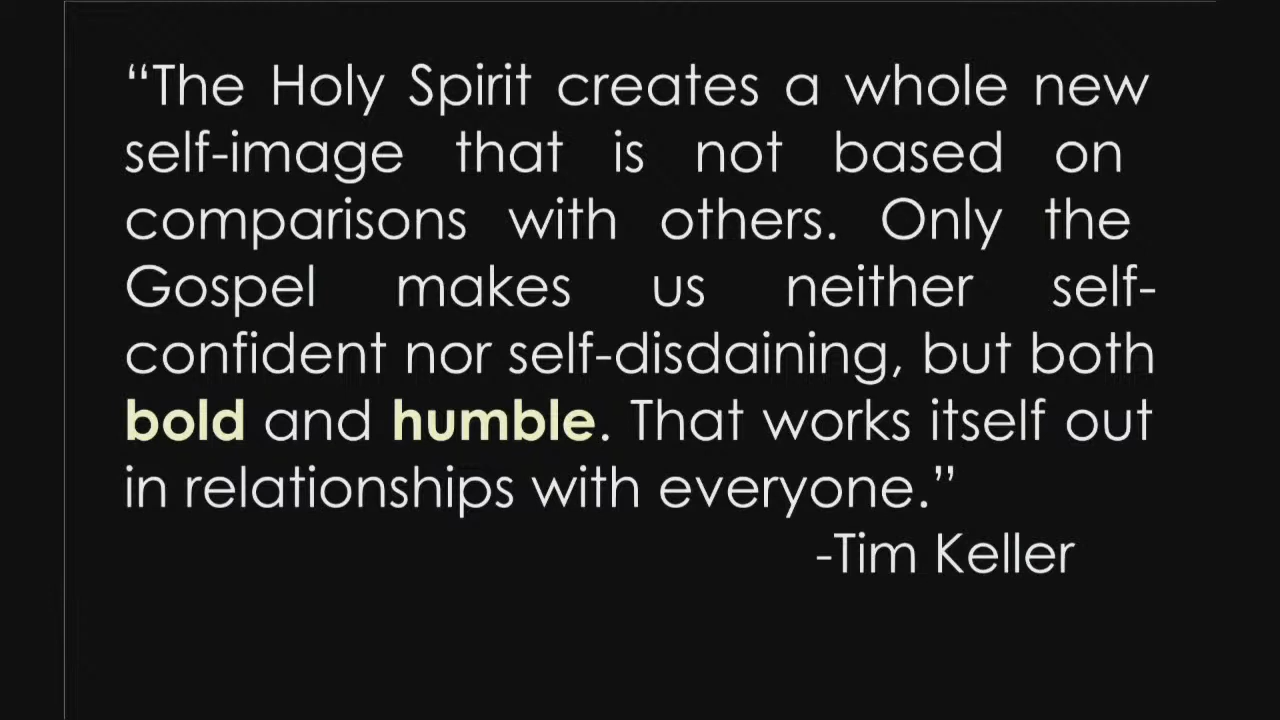 “The Holy Spirit creates a whole new
self-image that is not based on
comparisons with others. Only the
Gospel makes us neither self-
confident nor self-disdaining, but both
bold and humble. That works itself out
in relationships with everyone.”
-Tim Keller